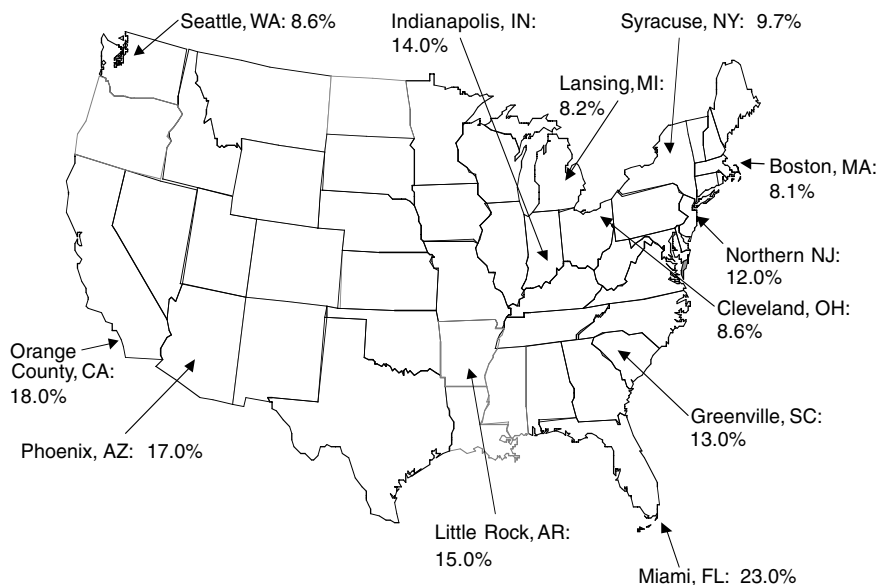 Seattle, WA: 8.6%
Indianapolis, IN:
14.0%
Syracuse, NY: 9.7%
Lansing, MI:
8.2%
Boston, MA:
8.1%
Northern NJ:
12.0%
Cleveland, OH:
8.6%
Orange
County, CA:
18.0%
Greenville, SC:
13.0%
Phoenix, AZ: 17.0%
Little Rock, AR:
15.0%
Miami, FL: 23.0%